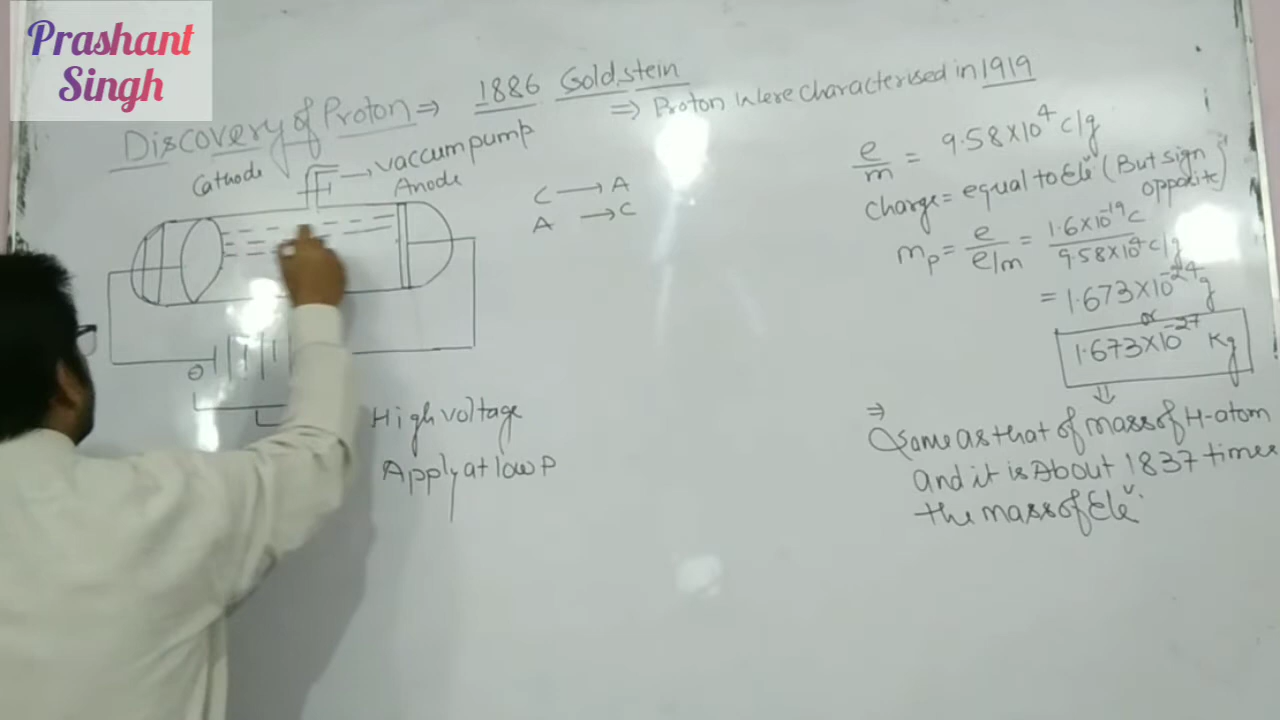 Prashant
Singh
Discovery of Proton ⇒ 1886 Goldstein
⇒ Proton Were characterised in 1919
→ vaccum pump
Cathode
Anode
C → A
A → C
⊖
High voltage
Apply at low P
e/m = 9.58×10⁴ c/g
charge = equal to Eleˇ (But sign
opposite)
mp = e / e/m = 1.6×10⁻¹⁹ C / 9.58×10⁴ c/g
= 1.673×10⁻²⁴ g
or
1.673×10⁻²⁷ Kg
⇓
⇒ Same as that of mass of H-atom
and it is About 1837 times
the mass of Eleˇ.